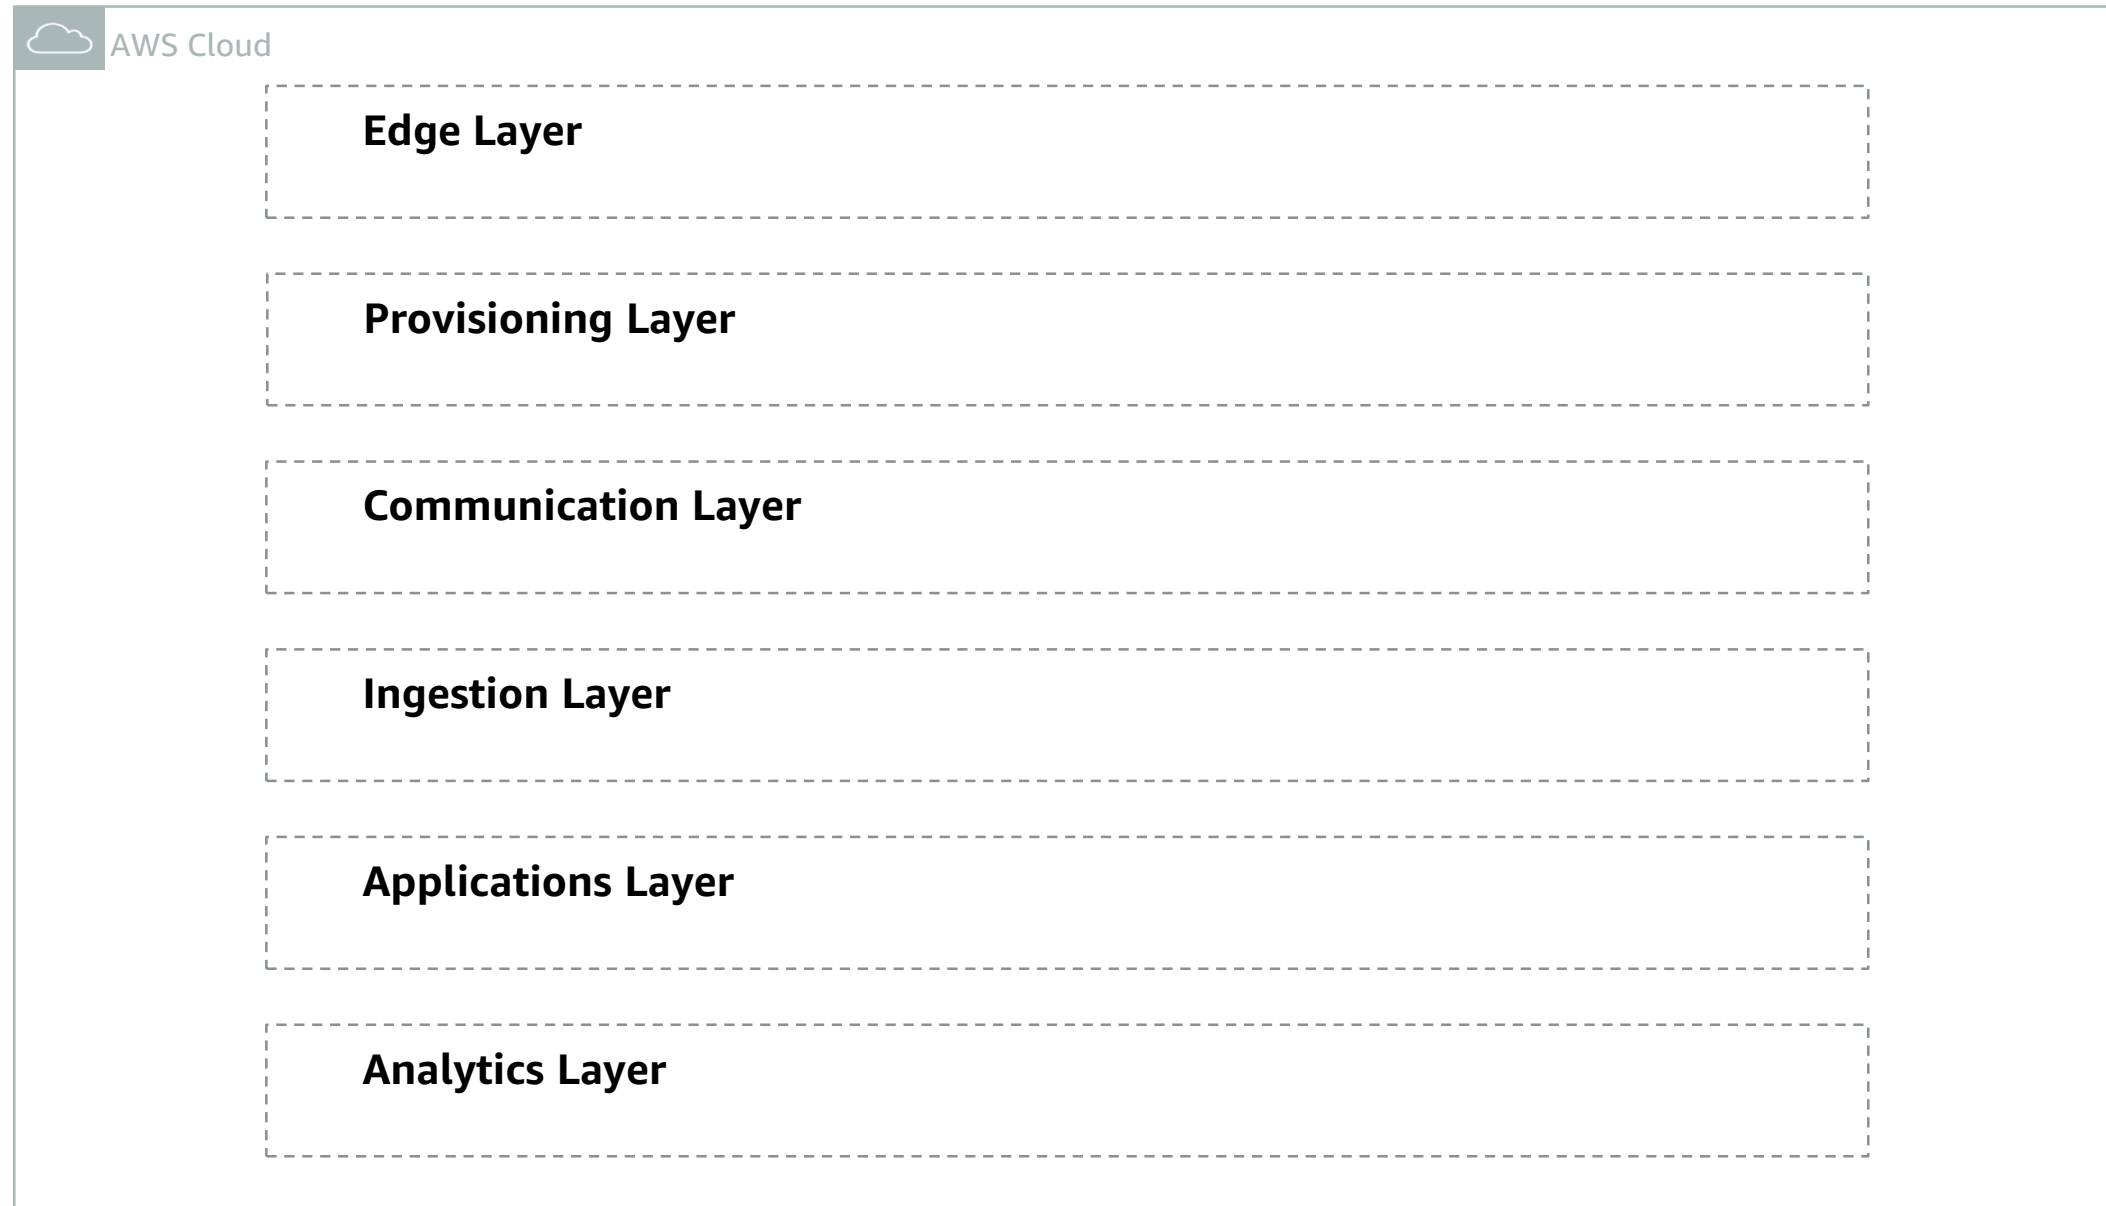 AWS Cloud
Edge Layer
Provisioning Layer
Communication Layer
Ingestion Layer
Applications Layer
Analytics Layer